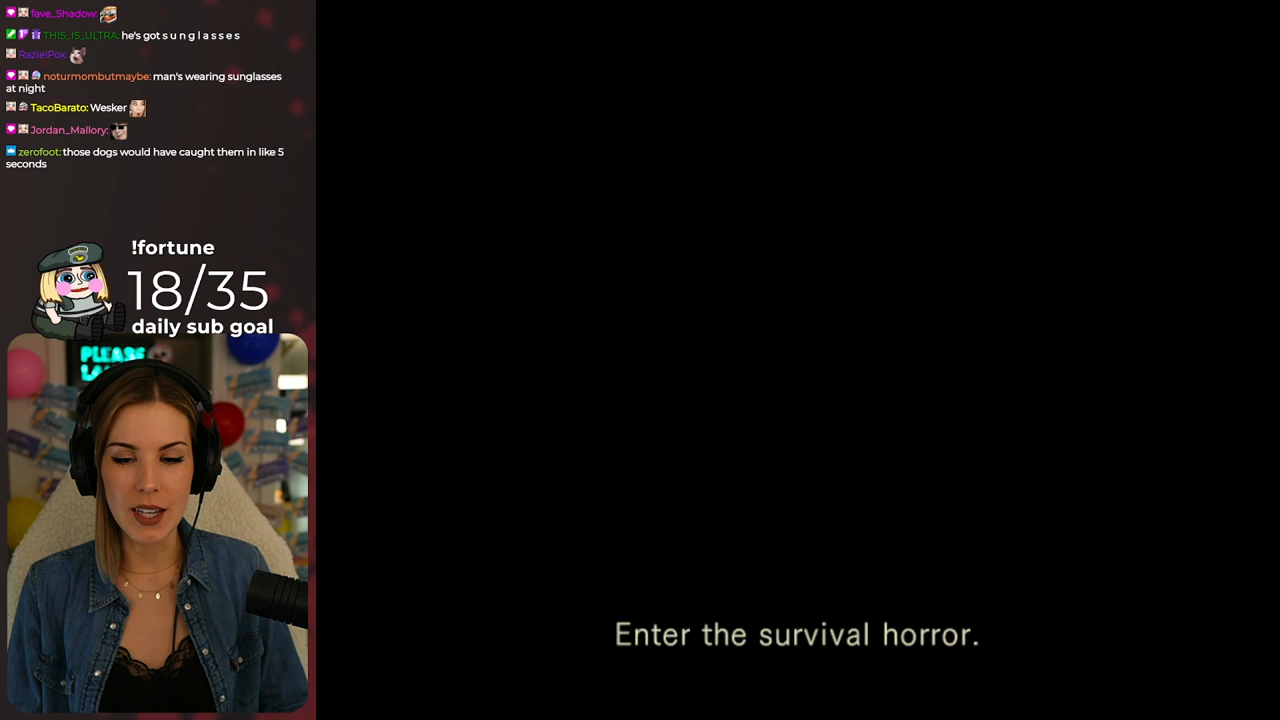 fave_Shadow:
THIS_IS_ULTRA: he's got s u n g l a s s e s
RazielPox:
noturmombutmaybe: man's wearing sunglasses
at night
TacoBarato: Wesker
Jordan_Mallory:
zerofoot: those dogs would have caught them in like 5
seconds
!fortune
18/35
daily sub goal
PLEASE
Enter the survival horror.